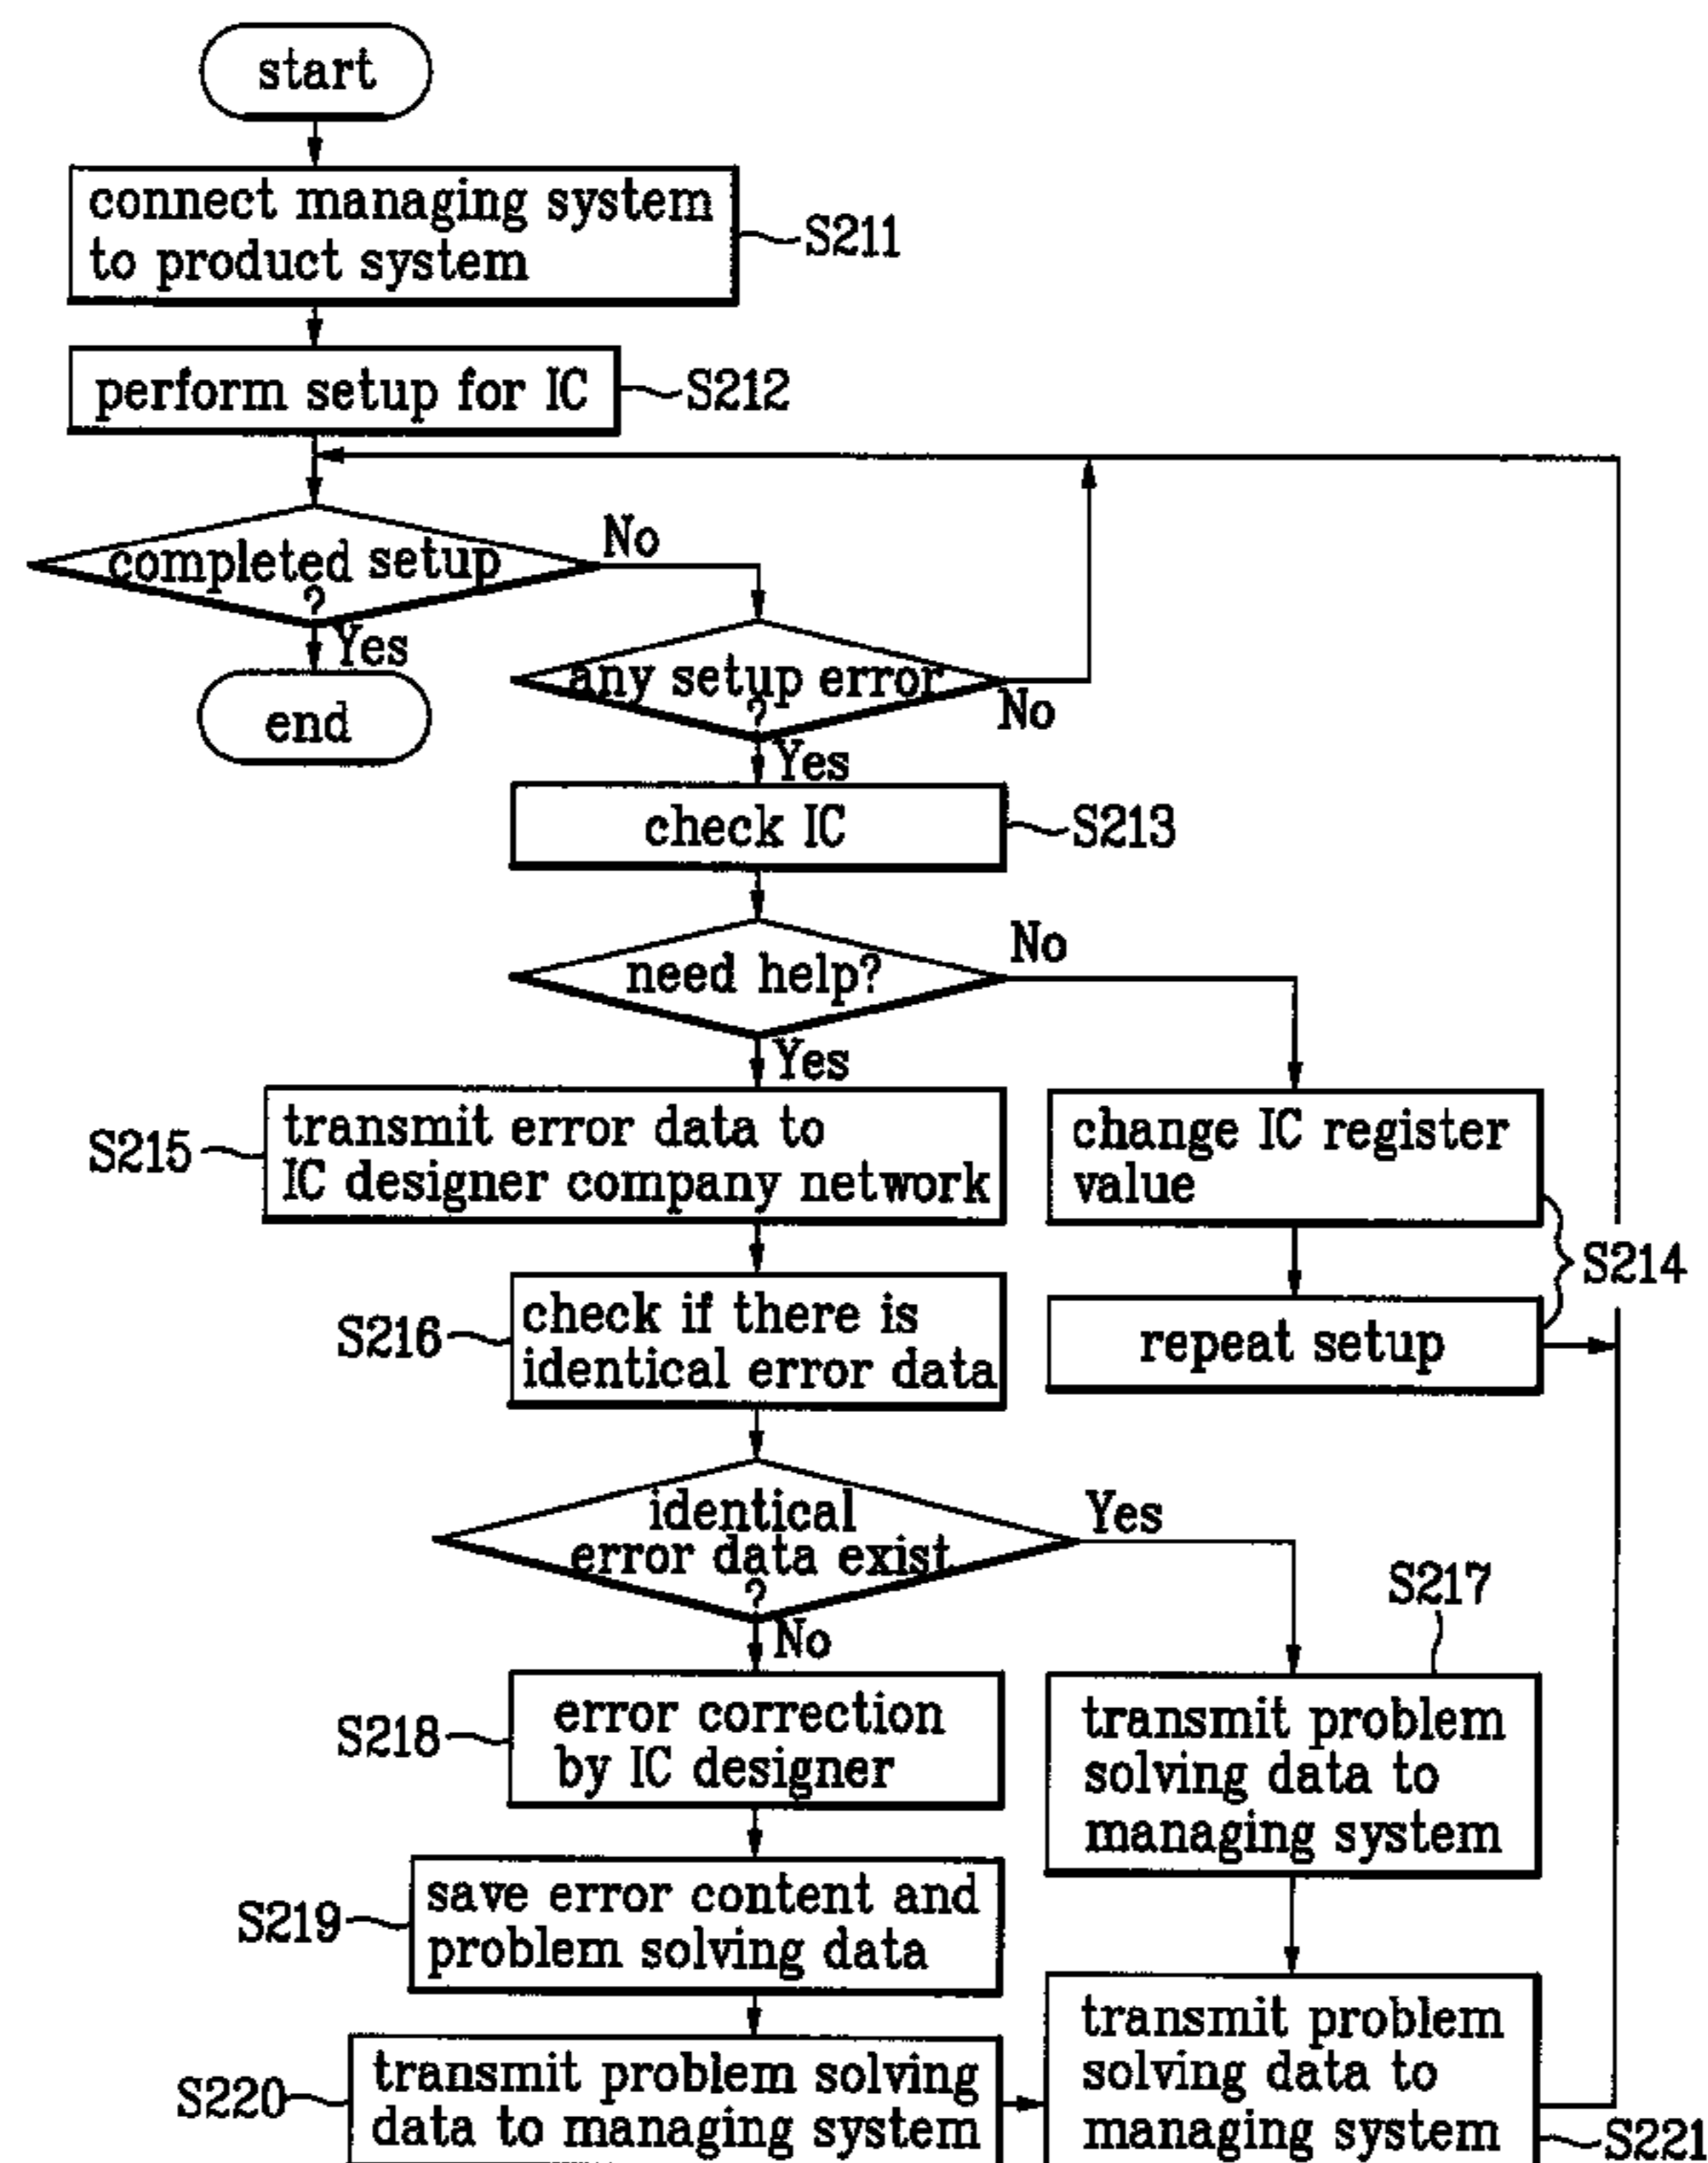 start
connect managing system
to product system
S211
perform setup for IC
S212
completed setup
?
No
Yes
end
any setup error
?
No
Yes
check IC
S213
need help?
No
Yes
S215
transmit error data to
IC designer company network
change IC register
value
S214
S216
check if there is
identical error data
repeat setup
identical
error data exist
?
Yes
No
S217
S218
error correction
by IC designer
transmit problem
solving data to
managing system
S219
save error content and
problem solving data
S220
transmit problem solving
data to managing system
transmit problem
solving data to
managing system
S221